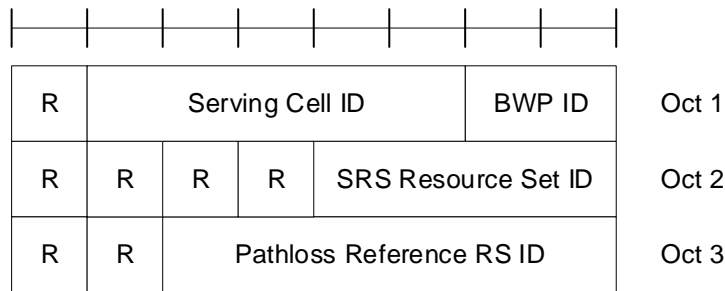 R Serving Cell ID BWP ID Oct 1
R R R R SRS Resource Set ID Oct 2
R R Pathloss Reference RS ID Oct 3